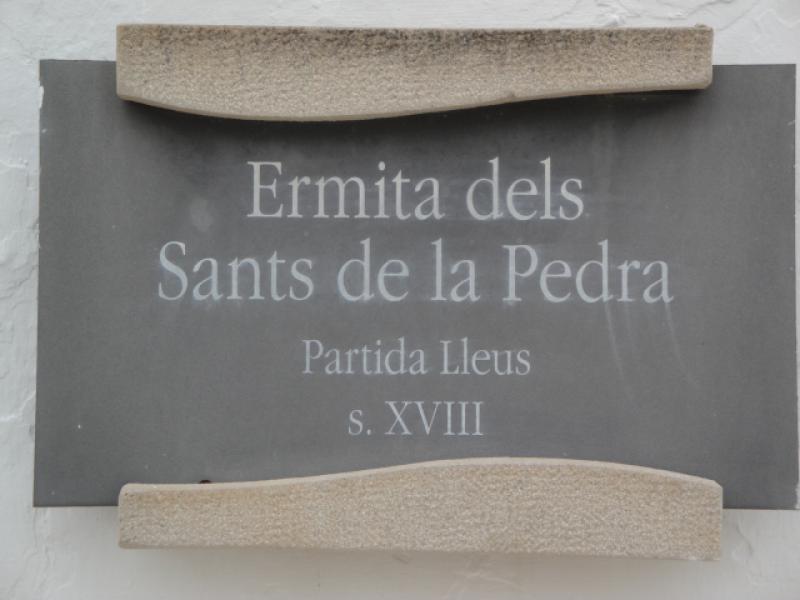 Ermita dels
Sants de la Pedra
Partida Lleus
s. XVIII